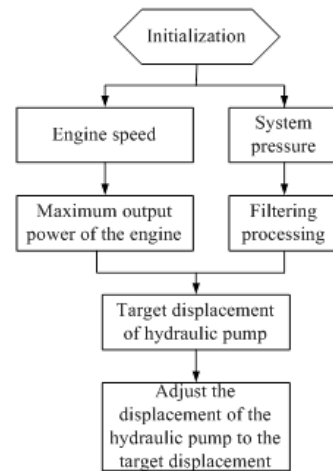 Initialization
Engine speed
System
pressure
Maximum output
power of the engine
Filtering
processing
Target displacement
of hydraulic pump
Adjust the
displacement of the
hydraulic pump to the
target displacement